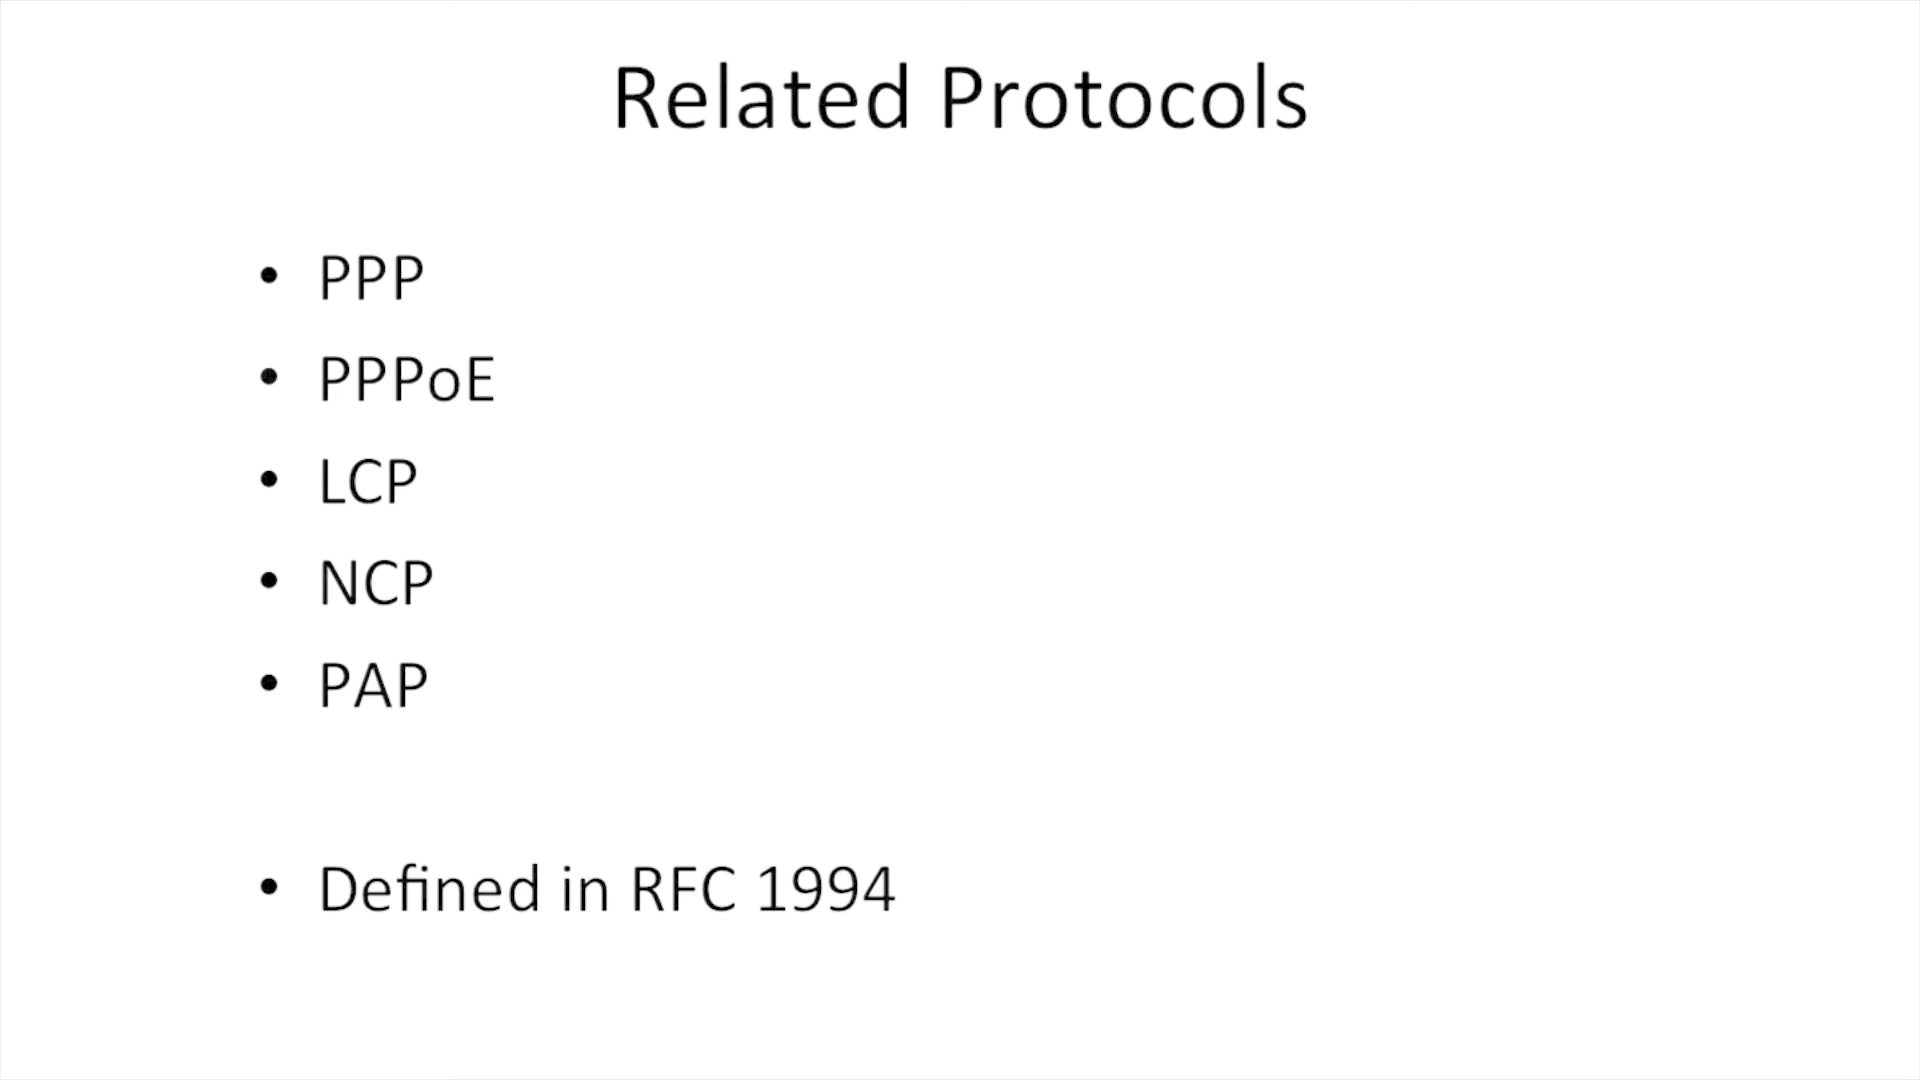 Related Protocols
• PPP
• PPPoE
• LCP
• NCP
• PAP
• Defined in RFC 1994